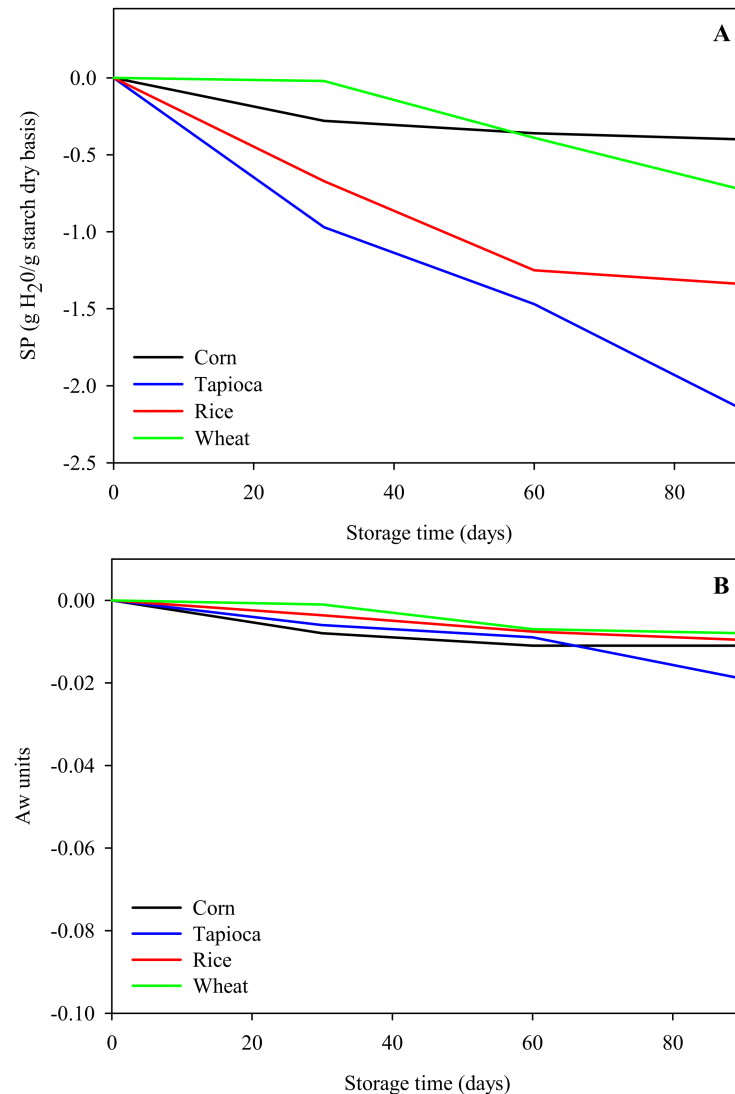 A
0.0
-0.5
-1.0
-1.5
-2.0
-2.5
SP (g H20/g starch dry basis)
Corn
Tapioca
Rice
Wheat
0 20 40 60 80
Storage time (days)
B
0.00
-0.02
-0.04
-0.06
-0.08
-0.10
Aw units
Corn
Tapioca
Rice
Wheat
0 20 40 60 80
Storage time (days)